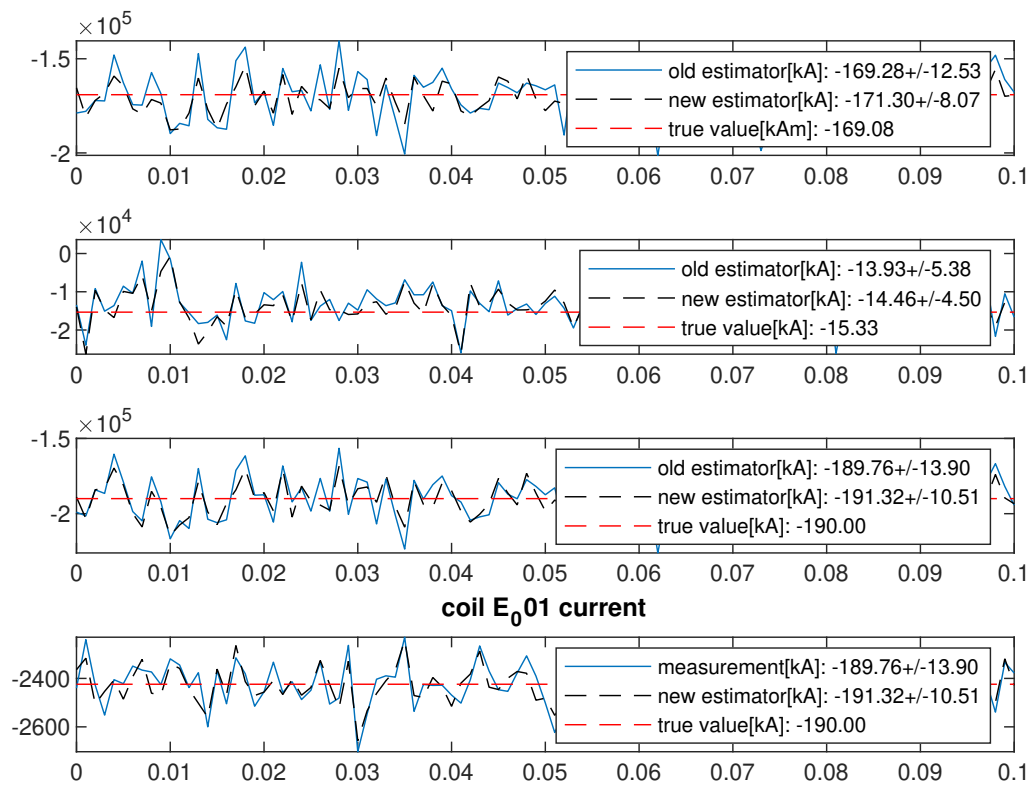 ×10⁵
-1.5
-2
old estimator[kA]: -169.28+/-12.53
new estimator[kA]: -171.30+/-8.07
true value[kAm]: -169.08
0 0.01 0.02 0.03 0.04 0.05 0.06 0.07 0.08 0.09 0.1
×10⁴
0
-1
-2
old estimator[kA]: -13.93+/-5.38
new estimator[kA]: -14.46+/-4.50
true value[kA]: -15.33
0 0.01 0.02 0.03 0.04 0.05 0.06 0.07 0.08 0.09 0.1
×10⁵
-1.5
-2
old estimator[kA]: -189.76+/-13.90
new estimator[kA]: -191.32+/-10.51
true value[kA]: -190.00
0 0.01 0.02 0.03 0.04 0.05 0.06 0.07 0.08 0.09 0.1
coil E₀01 current
-2400
-2600
measurement[kA]: -189.76+/-13.90
new estimator[kA]: -191.32+/-10.51
true value[kA]: -190.00
0 0.01 0.02 0.03 0.04 0.05 0.06 0.07 0.08 0.09 0.1